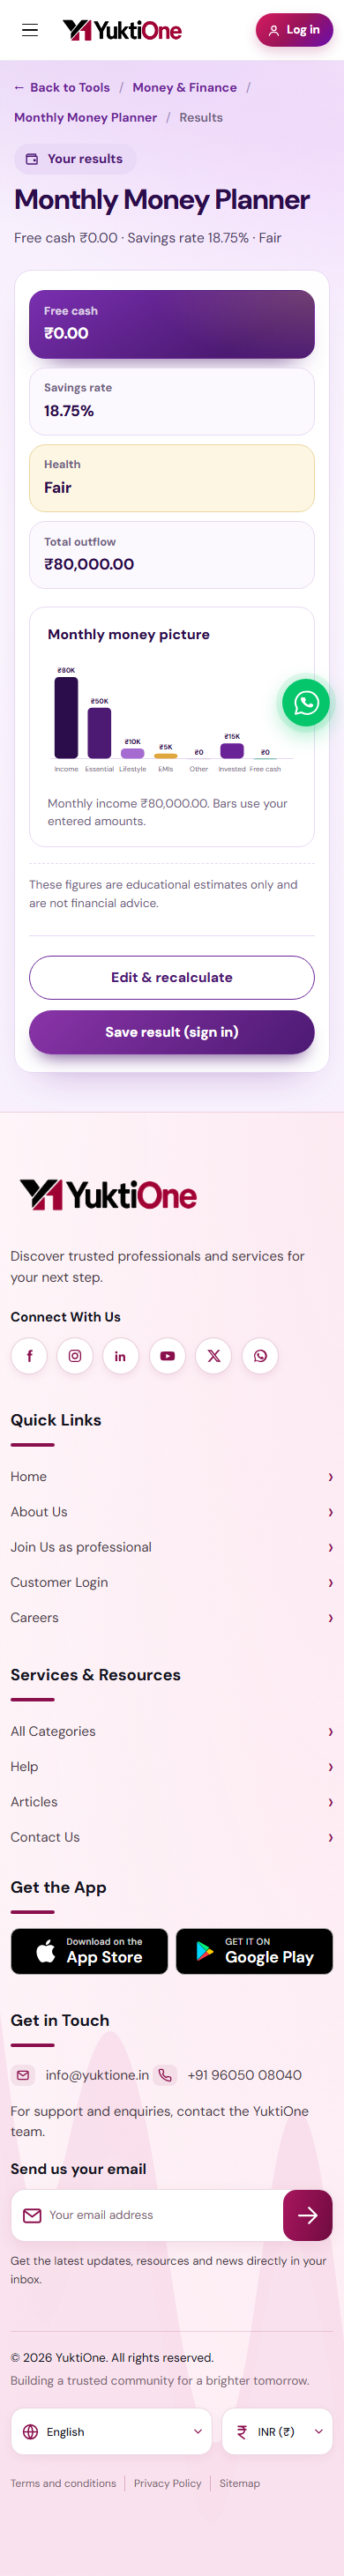 YuktiOne
Log in
← Back to Tools / Money & Finance /
Monthly Money Planner / Results
Your results
Monthly Money Planner
Free cash ₹0.00 · Savings rate 18.75% · Fair
Free cash
₹0.00
Savings rate
18.75%
Health
Fair
Total outflow
₹80,000.00
Monthly money picture
₹80K
₹50K
₹10K
₹5K
₹0
₹15K
₹0
Income Essential Lifestyle EMIs Other Invested Free cash
Monthly income ₹80,000.00. Bars use your
entered amounts.
These figures are educational estimates only and
are not financial advice.
Edit & recalculate
Save result (sign in)
YuktiOne
Discover trusted professionals and services for
your next step.
Connect With Us
Quick Links
Home
About Us
Join Us as professional
Customer Login
Careers
Services & Resources
All Categories
Help
Articles
Contact Us
Get the App
Download on the
App Store
GET IT ON
Google Play
Get in Touch
info@yuktione.in +91 96050 08040
For support and enquiries, contact the YuktiOne
team.
Send us your email
Your email address
Get the latest updates, resources and news directly in your
inbox.
© 2026 YuktiOne. All rights reserved.
Building a trusted community for a brighter tomorrow.
English
₹ INR (₹)
Terms and conditions Privacy Policy Sitemap